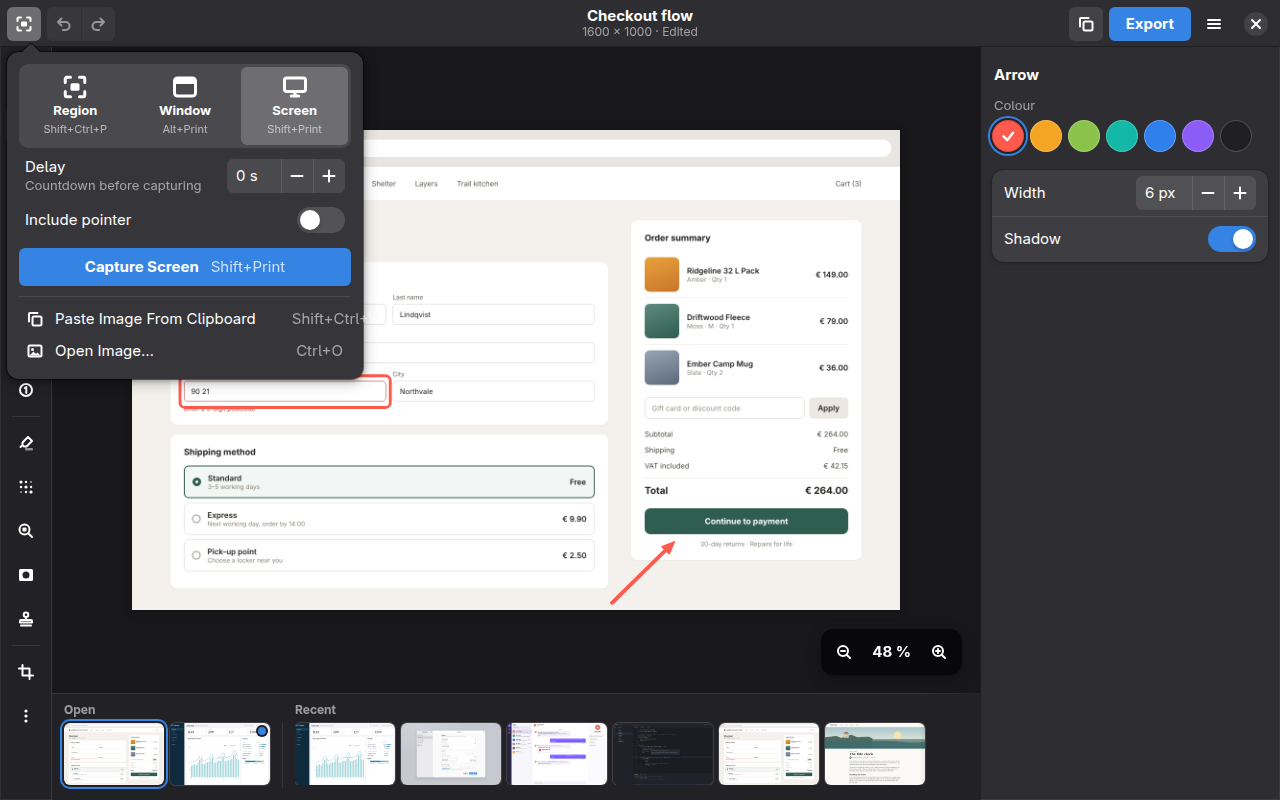 Checkout flow
1600 × 1000 · Edited
Export
Region
Shift+Ctrl+P
Window
Alt+Print
Screen
Shift+Print
Delay
Countdown before capturing
0 s
Include pointer
Capture Screen Shift+Print
Paste Image From Clipboard Shift+Ctrl+
Open Image... Ctrl+O
Arrow
Colour
Width
6 px
Shadow
Shelter
Layers
Trail kitchen
Cart (3)
Last name
Lindqvist
City
90 21
Northvale
Shipping method
Standard
3–5 working days
Free
Express
Next working day, order by 14:00
€ 9.90
Pick-up point
Choose a locker near you
€ 2.50
Order summary
Ridgeline 32 L Pack
Amber · Qty 1
€ 149.00
Driftwood Fleece
Moss · M · Qty 1
€ 79.00
Ember Camp Mug
Slate · Qty 2
€ 36.00
Gift card or discount code
Apply
Subtotal
€ 264.00
Shipping
Free
VAT included
€ 42.15
Total
€ 264.00
Continue to payment
30-day returns · Repairs for life
48 %
Open
Recent